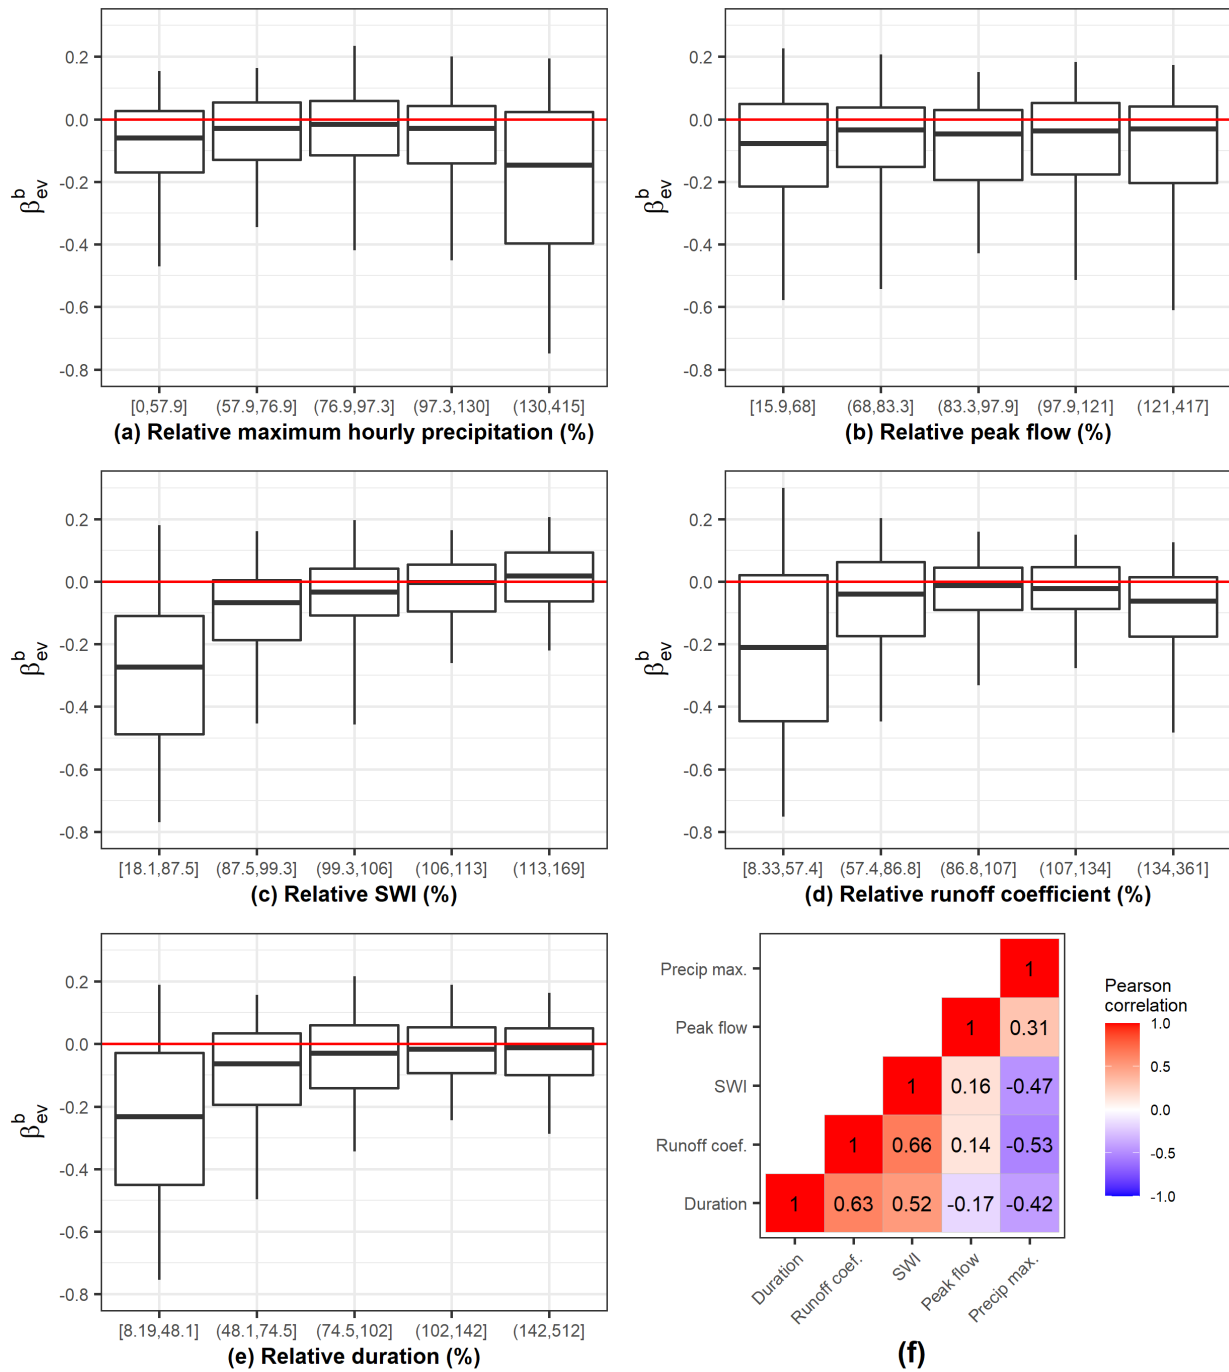 0.2
0.0
-0.2
-0.4
-0.6
-0.8
β^b_ev
[0,57.9] (57.9,76.9] (76.9,97.3] (97.3,130] (130,415]
(a) Relative maximum hourly precipitation (%)
0.2
0.0
-0.2
-0.4
-0.6
-0.8
β^b_ev
[15.9,68] (68,83.3] (83.3,97.9] (97.9,121] (121,417]
(b) Relative peak flow (%)
0.2
0.0
-0.2
-0.4
-0.6
-0.8
β^b_ev
[18.1,87.5] (87.5,99.3] (99.3,106] (106,113] (113,169]
(c) Relative SWI (%)
0.2
0.0
-0.2
-0.4
-0.6
-0.8
β^b_ev
[8.33,57.4] (57.4,86.8] (86.8,107] (107,134] (134,361]
(d) Relative runoff coefficient (%)
0.2
0.0
-0.2
-0.4
-0.6
-0.8
β^b_ev
[8.19,48.1] (48.1,74.5] (74.5,102] (102,142] (142,512]
(e) Relative duration (%)
Precip max. 1
Peak flow 1 0.31
SWI 1 0.16 -0.47
Runoff coef. 1 0.66 0.14 -0.53
Duration 1 0.63 0.52 -0.17 -0.42
Duration Runoff coef. SWI Peak flow Precip max.
Pearson
correlation
1.0
0.5
0.0
-0.5
-1.0
(f)